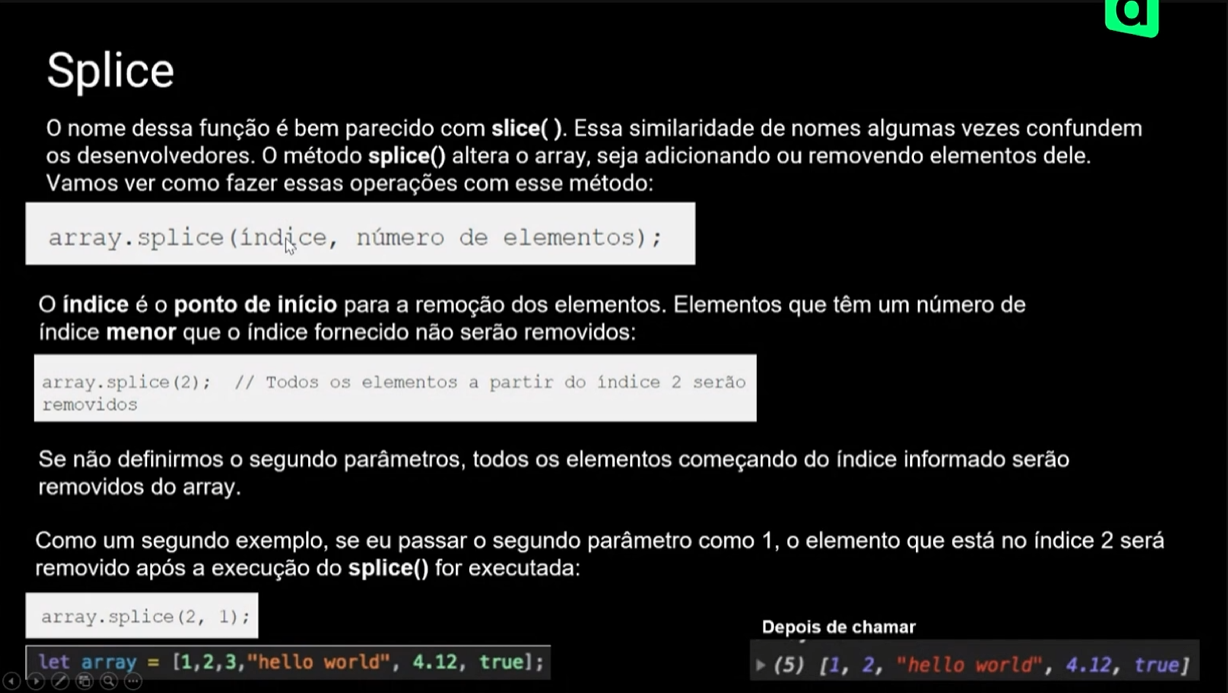 a
Splice
O nome dessa função é bem parecido com slice( ). Essa similaridade de nomes algumas vezes confundem
os desenvolvedores. O método splice() altera o array, seja adicionando ou removendo elementos dele.
Vamos ver como fazer essas operações com esse método:
array.splice(índice, número de elementos);
O índice é o ponto de início para a remoção dos elementos. Elementos que têm um número de
índice menor que o índice fornecido não serão removidos:
array.splice(2);  // Todos os elementos a partir do índice 2 serão
removidos
Se não definirmos o segundo parâmetros, todos os elementos começando do índice informado serão
removidos do array.
Como um segundo exemplo, se eu passar o segundo parâmetro como 1, o elemento que está no índice 2 será
removido após a execução do splice() for executada:
array.splice(2, 1);
let array = [1,2,3,"hello world", 4.12, true];
Depois de chamar
(5) [1, 2, "hello world", 4.12, true]